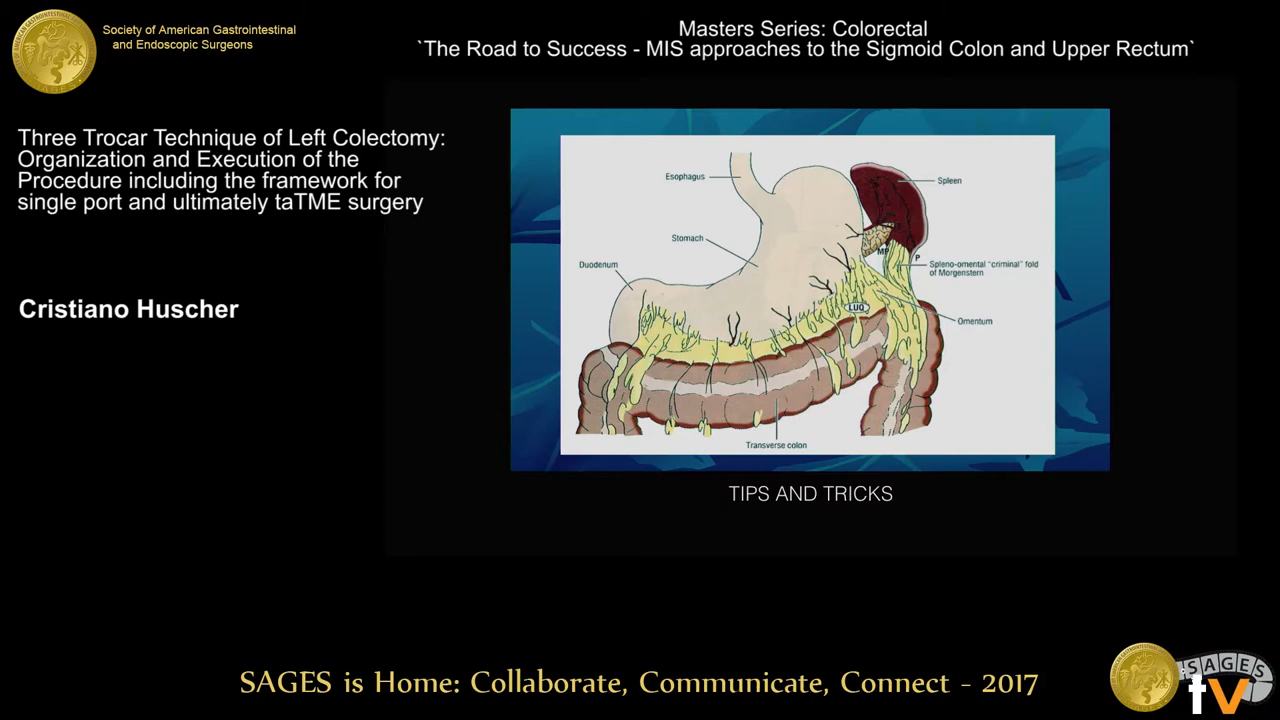 Society of American Gastrointestinal
and Endoscopic Surgeons
Masters Series: Colorectal
`The Road to Success - MIS approaches to the Sigmoid Colon and Upper Rectum`
Three Trocar Technique of Left Colectomy:
Organization and Execution of the
Procedure including the framework for
single port and ultimately taTME surgery
Cristiano Huscher
Esophagus
Spleen
Stomach
MP
P
Duodenum
Spleno-omental “criminal” fold
of Morgenstern
LUQ
Omentum
Transverse colon
TIPS AND TRICKS
SAGES is Home: Collaborate, Communicate, Connect - 2017
SAGES
tv